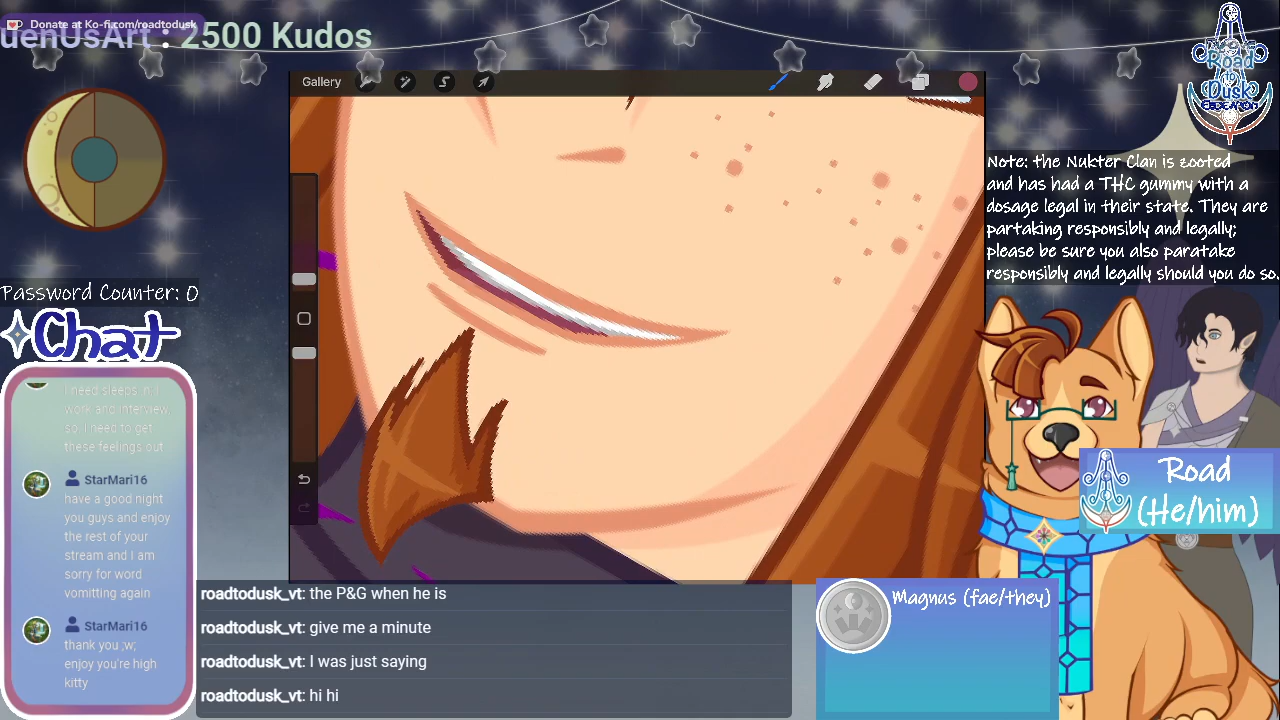 Donate at Ko-fi.com/roadtodusk
uenUsArt : 2500 Kudos
Gallery
Road
to
Dusk
Note: the Nukter Clan is zooted
and has had a THC gummy with a
dosage legal in their state. They are
partaking responsibly and legally;
please be sure you also paratake
responsibly and legally should you do so.
Password Counter: 0
Chat
I need sleeps ;n; I
work and interview
so, I need to get
these feelings out
StarMari16
have a good night
you guys and enjoy
the rest of your
stream and I am
sorry for word
vomitting again
StarMari16
thank you ;w;
enjoy you're high
kitty
roadtodusk_vt: the P&G when he is
roadtodusk_vt: give me a minute
roadtodusk_vt: I was just saying
roadtodusk_vt: hi hi
Road
(He/him)
Magnus (fae/they)